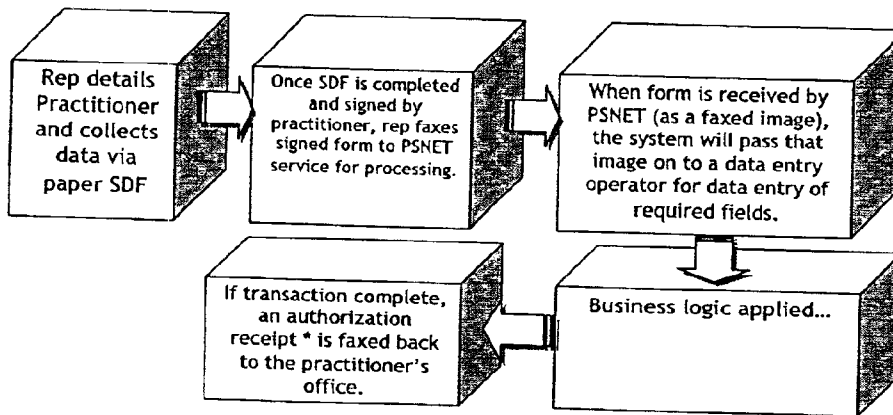 Rep details
Practitioner
and collects
data via
paper SDF
Once SDF is completed
and signed by
practitioner, rep faxes
signed form to PSNET
service for processing.
When form is received by
PSNET (as a faxed image),
the system will pass that
image on to a data entry
operator for data entry of
required fields.
Business logic applied...
If transaction complete,
an authorization
receipt * is faxed back
to the practitioner's
office.